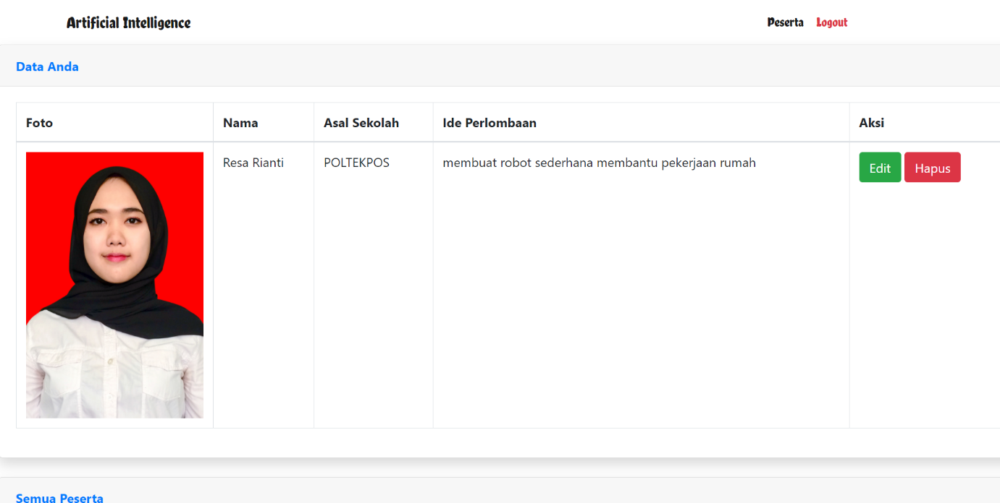 Artificial Intelligence
Peserta Logout
Data Anda
Foto Nama Asal Sekolah Ide Perlombaan Aksi
Resa Rianti POLTEKPOS membuat robot sederhana membantu pekerjaan rumah Edit Hapus
Semua Peserta